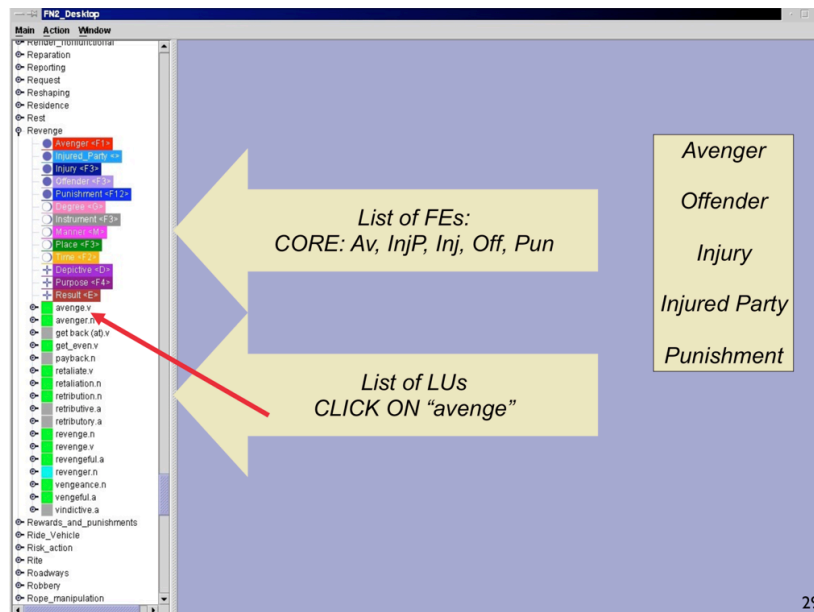 FN2_Desktop
Main Action Window
Render_nonfunctional
Reparation
Reporting
Request
Reshaping
Residence
Rest
Revenge
Avenger <F1>
Injured_Party <>
Injury <F3>
Offender <F3>
Punishment <F12>
Degree <G>
Instrument <F3>
Manner <M>
Place <F3>
Time <F2>
Depictive <D>
Purpose <F4>
Result <E>
avenge.v
avenger.n
get back (at).v
get_even.v
payback.n
retaliate.v
retaliation.n
retribution.n
retributive.a
retributory.a
revenge.n
revenge.v
revengeful.a
revenger.n
vengeance.n
vengeful.a
vindictive.a
Rewards_and_punishments
Ride_Vehicle
Risk_action
Rite
Roadways
Robbery
Rope_manipulation
List of FEs:
CORE: Av, InjP, Inj, Off, Pun
List of LUs
CLICK ON “avenge”
Avenger
Offender
Injury
Injured Party
Punishment